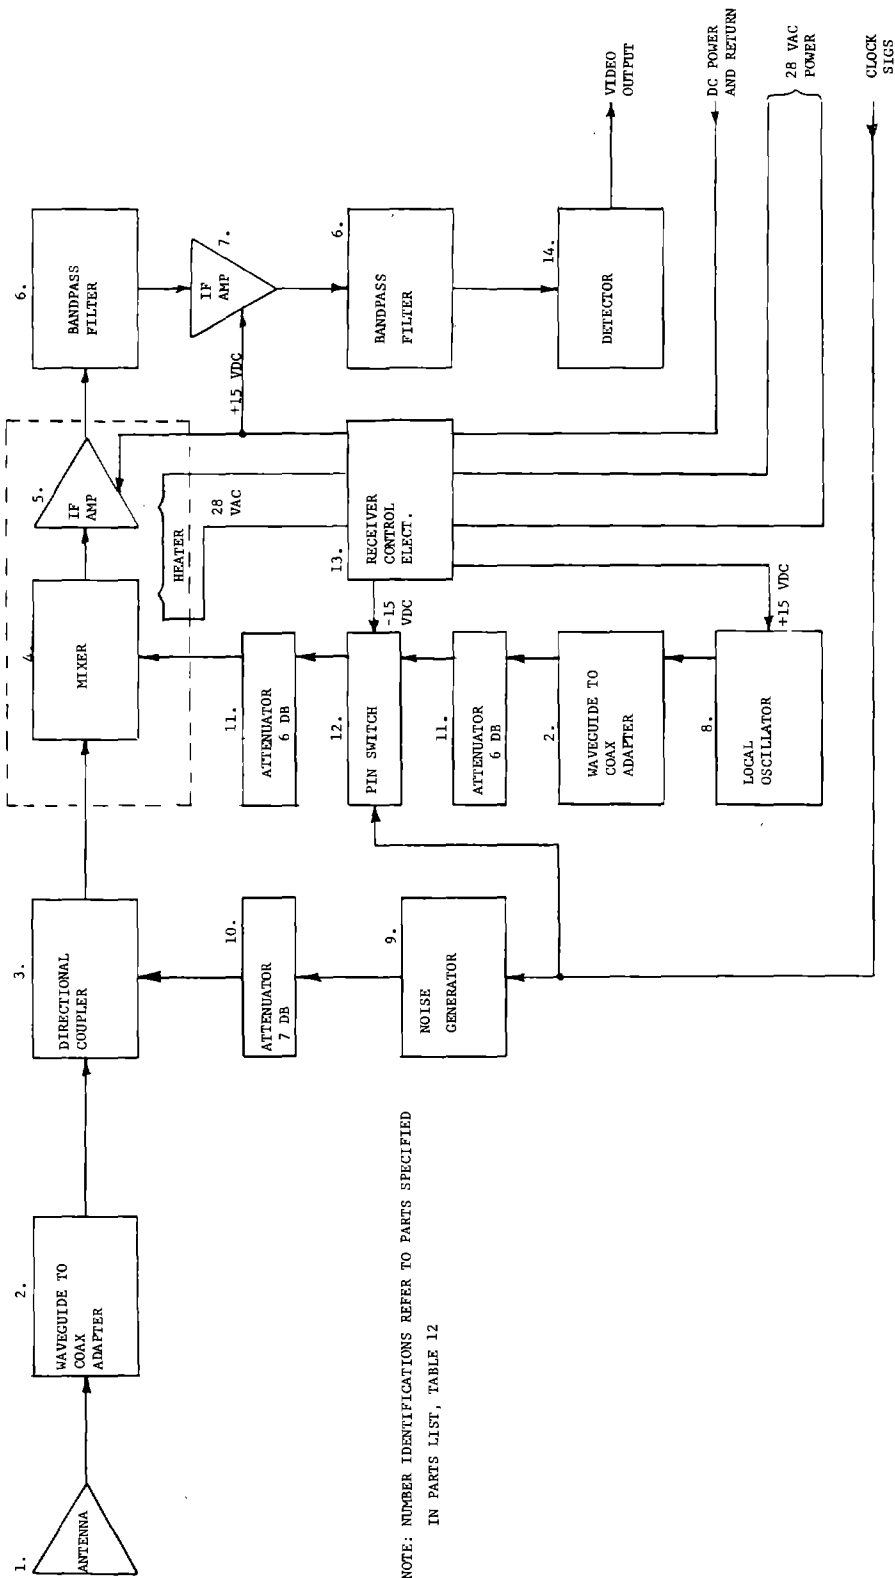 1.
ANTENNA
2.
WAVEGUIDE TO
COAX
ADAPTER
3.
DIRECTIONAL
COUPLER
4.
MIXER
5.
IF
AMP
6.
BANDPASS
FILTER
HEATER
28
VAC
+15 VDC
IF
AMP
7.
10.
ATTENUATOR
7 DB
11.
ATTENUATOR
6 DB
9.
NOISE
GENERATOR
12.
PIN SWITCH
-15
VDC
13.
RECEIVER
CONTROL
ELECT.
BANDPASS
FILTER
6.
11.
ATTENUATOR
6 DB
2.
WAVEGUIDE TO
COAX
ADAPTER
14.
DETECTOR
VIDEO
OUTPUT
8.
LOCAL
OSCILLATOR
+15 VDC
DC POWER
AND RETURN
28 VAC
POWER
CLOCK
SIGS
NOTE: NUMBER IDENTIFICATIONS REFER TO PARTS SPECIFIED
IN PARTS LIST, TABLE 12